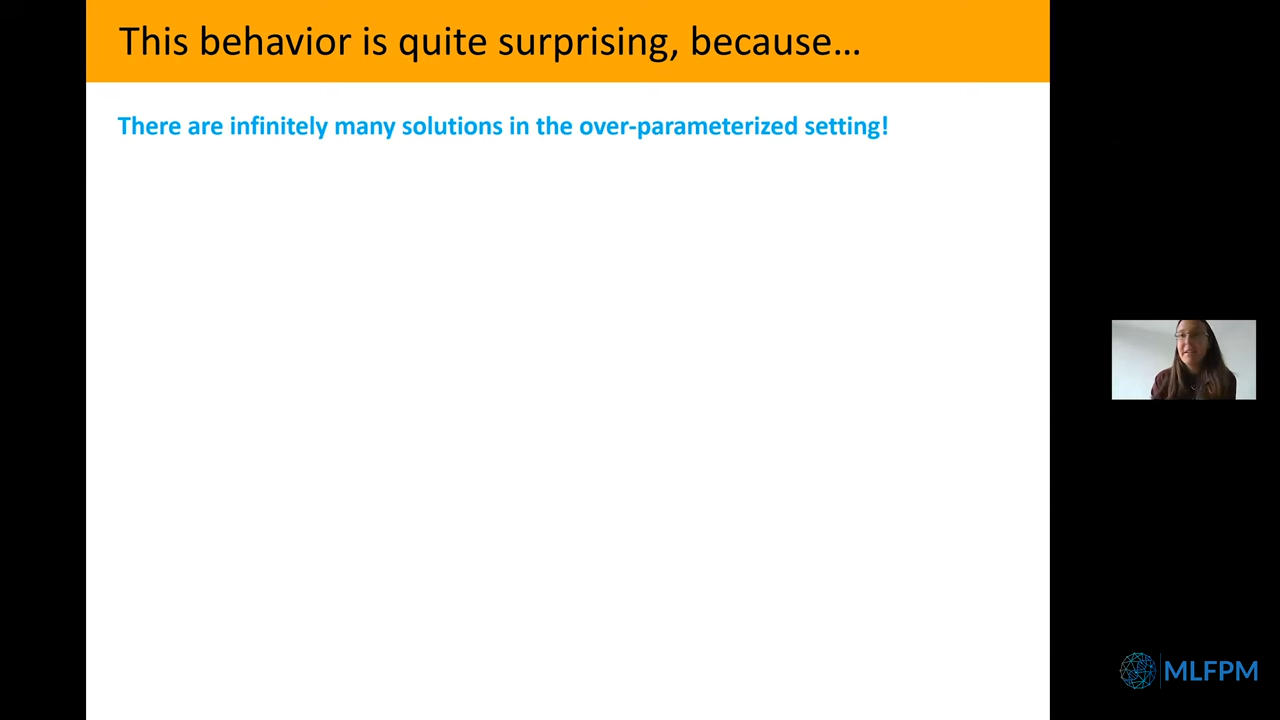 This behavior is quite surprising, because…
There are infinitely many solutions in the over-parameterized setting!
MLFPM